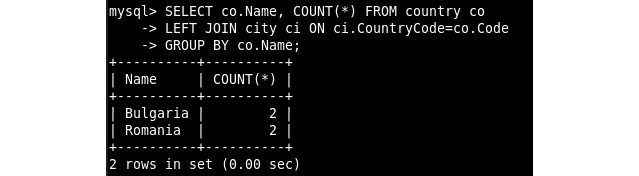 mysql> SELECT co.Name, COUNT(*) FROM country co
    -> LEFT JOIN city ci ON ci.CountryCode=co.Code
    -> GROUP BY co.Name;
+----------+----------+
| Name     | COUNT(*) |
+----------+----------+
| Bulgaria |        2 |
| Romania  |        2 |
+----------+----------+
2 rows in set (0.00 sec)